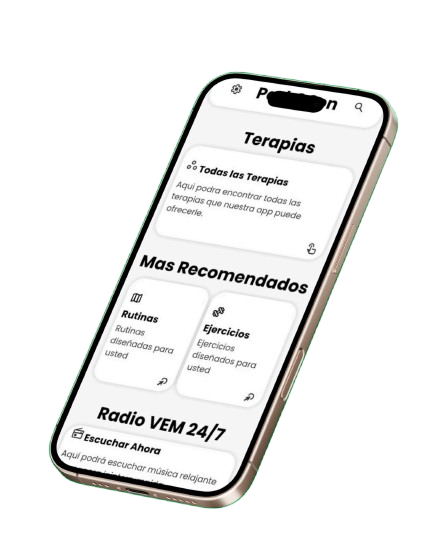 Terapias
Todas las Terapias
Aqui podra encontrar todas las
terapias que nuestra app puede
ofrecerle.
Mas Recomendados
Rutinas
Rutinas
diseñadas para
usted
Ejercicios
Ejercicios
diseñados para
usted
Radio VEM 24/7
Escuchar Ahora
Aquí podrá escuchar música relajante